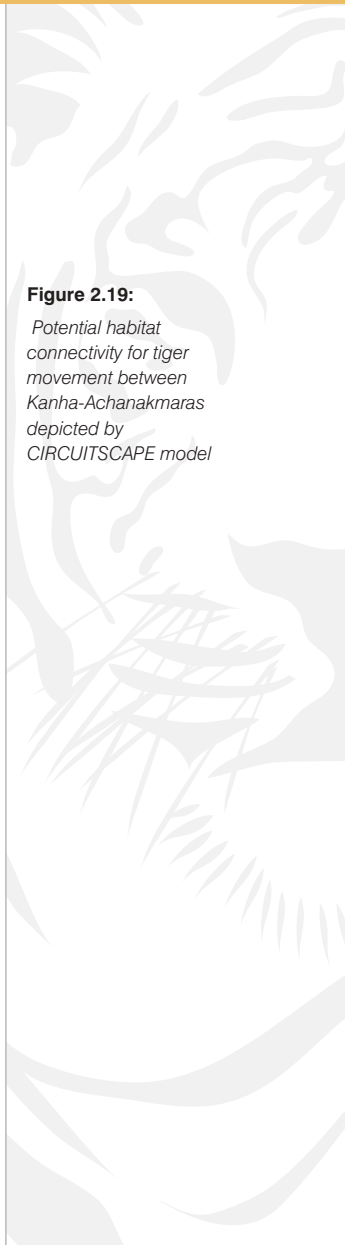 Figure 2.19:
Potential habitat
connectivity for tiger
movement between
Kanha-Achanakmaras
depicted by
CIRCUITSCAPE model